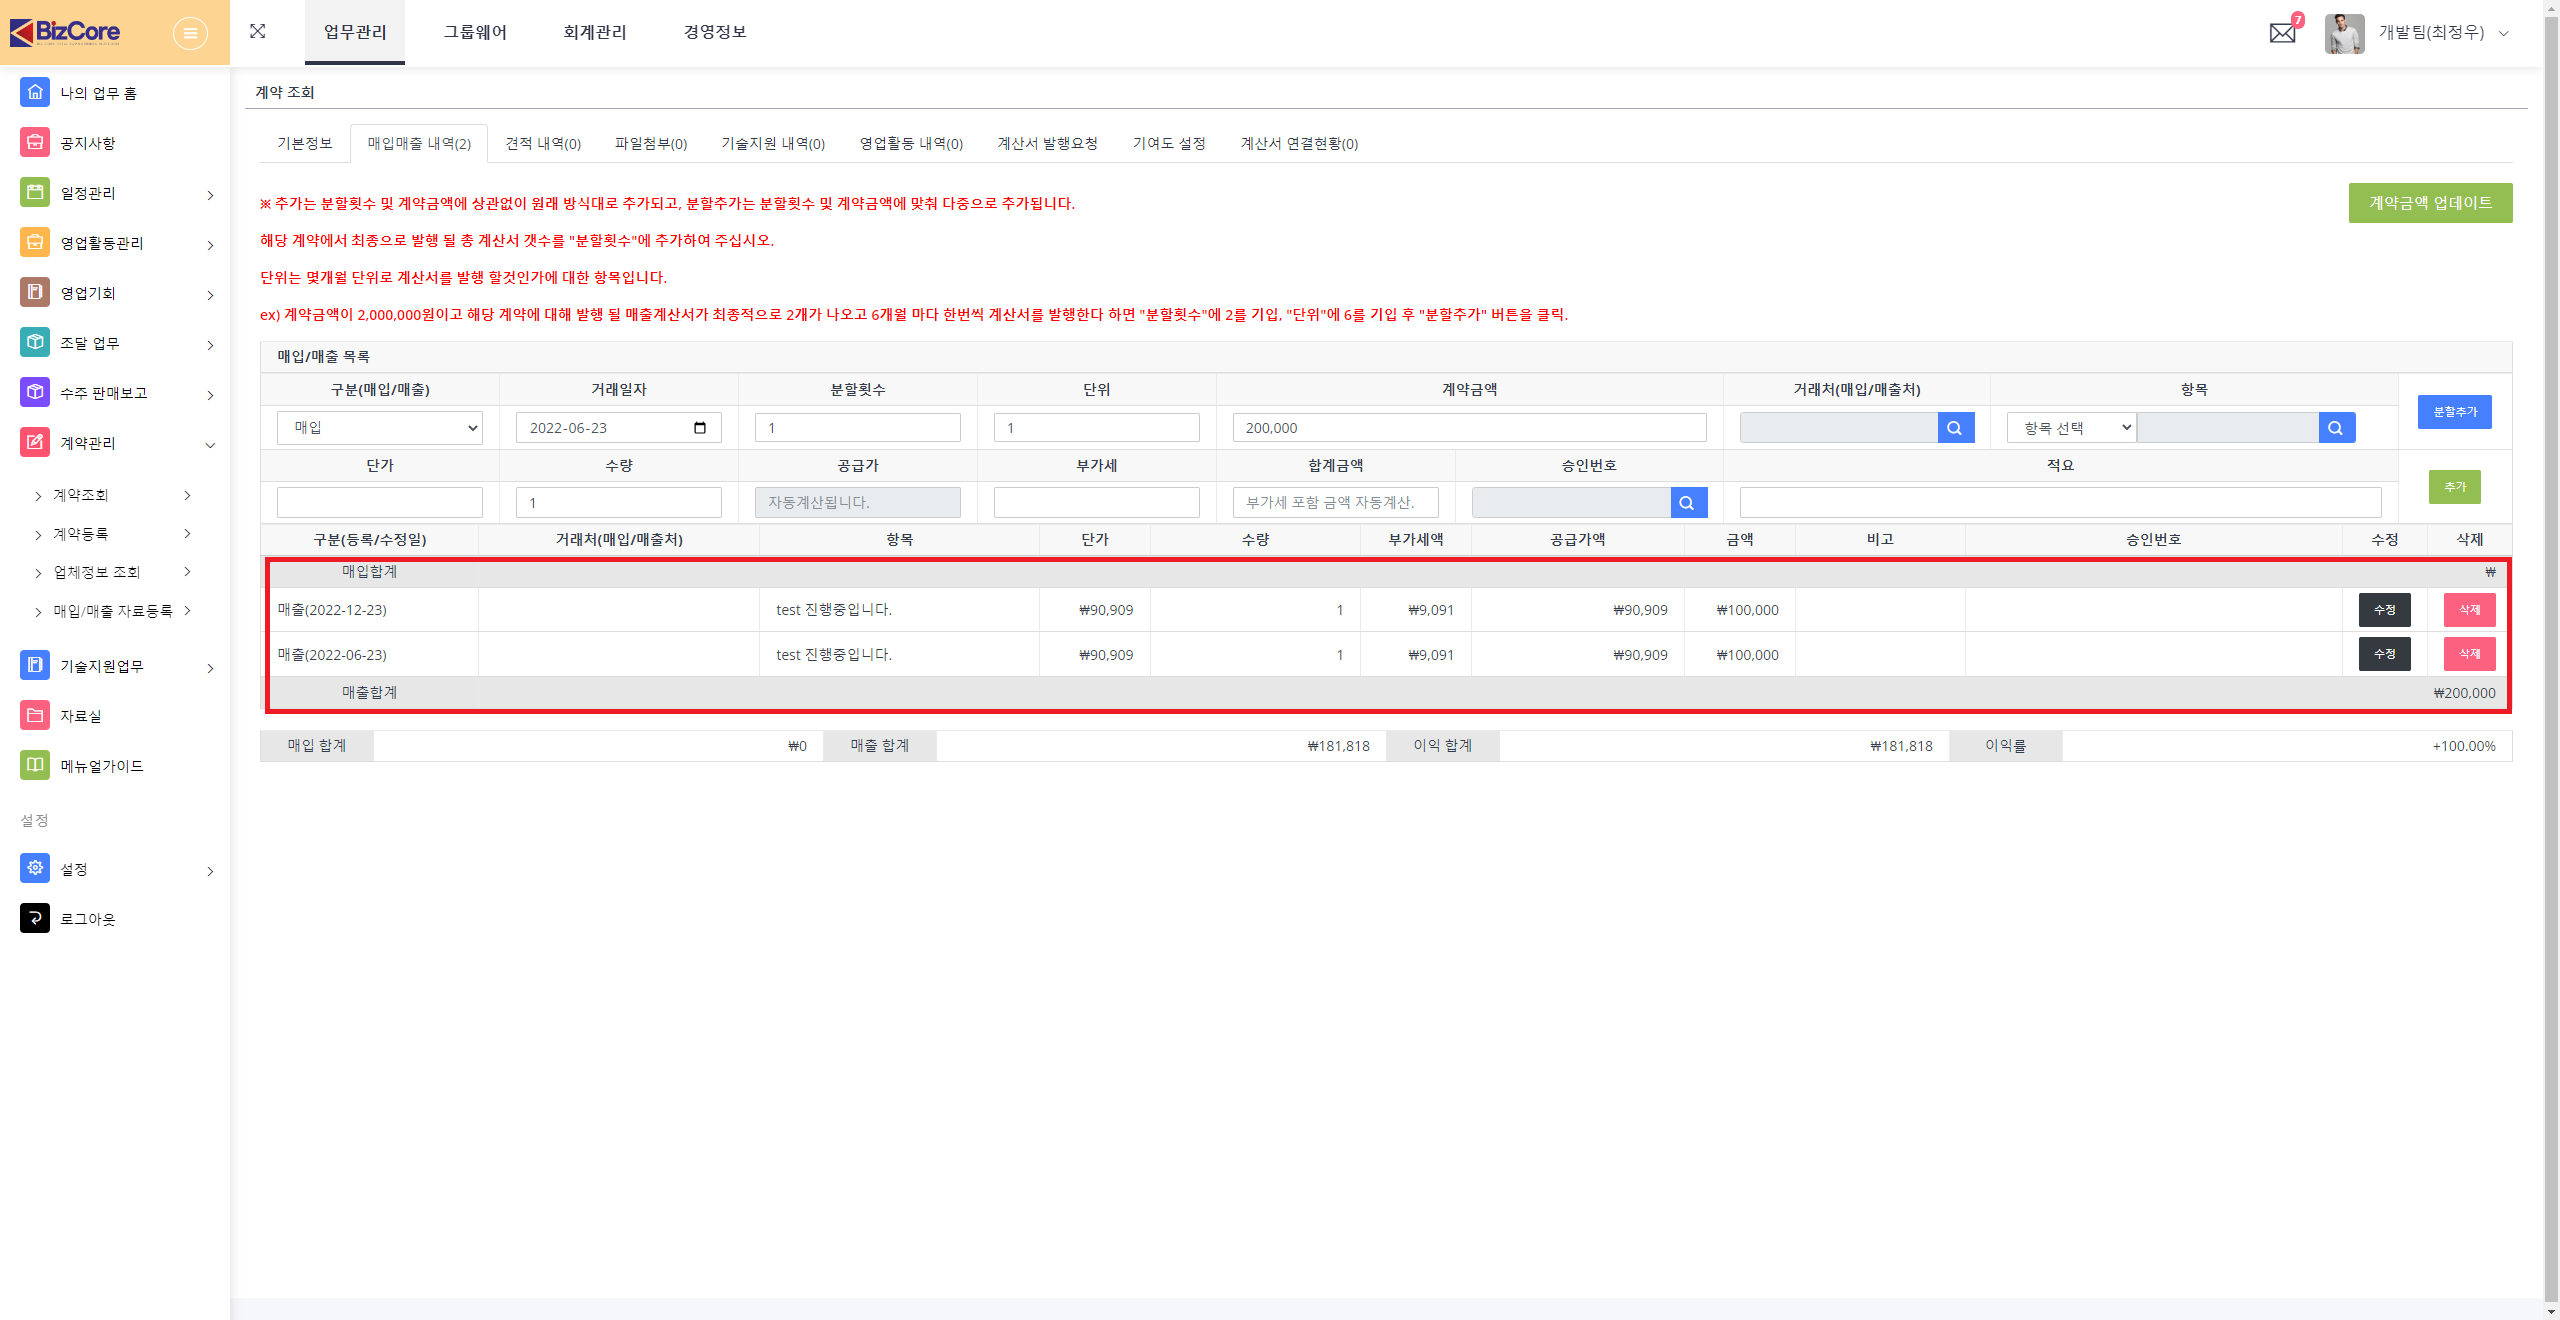 BizCore
업무관리 그룹웨어 회계관리 경영정보
7
개발팀(최정우)
나의 업무 홈
공지사항
일정관리
영업활동관리
영업기회
조달 업무
수주 판매보고
계약관리
계약조회
계약등록
업체정보 조회
매입/매출 자료등록
기술지원업무
자료실
메뉴얼가이드
설정
설정
로그아웃
계약 조회
기본정보 매입매출 내역(2) 견적 내역(0) 파일첨부(0) 기술지원 내역(0) 영업활동 내역(0) 계산서 발행요청 기여도 설정 계산서 연결현황(0)
※ 추가는 분할횟수 및 계약금액에 상관없이 원래 방식대로 추가되고, 분할추가는 분할횟수 및 계약금액에 맞춰 다중으로 추가됩니다.
계약금액 업데이트
해당 계약에서 최종으로 발행 될 총 계산서 갯수를 "분할횟수"에 추가하여 주십시오.
단위는 몇개월 단위로 계산서를 발행 할것인가에 대한 항목입니다.
ex) 계약금액이 2,000,000원이고 해당 계약에 대해 발행 될 매출계산서가 최종적으로 2개가 나오고 6개월 마다 한번씩 계산서를 발행한다 하면 "분할횟수"에 2를 기입, "단위"에 6를 기입 후 "분할추가" 버튼을 클릭.
매입/매출 목록
구분(매입/매출) 거래일자 분할횟수 단위 계약금액 거래처(매입/매출처) 항목
매입 2022-06-23 1 1 200,000 항목 선택 분할추가
단가 수량 공급가 부가세 합계금액 승인번호 적요
1 자동계산됩니다. 부가세 포함 금액 자동계산. 추가
구분(등록/수정일) 거래처(매입/매출처) 항목 단가 수량 부가세액 공급가액 금액 비고 승인번호 수정 삭제
매입합계 ₩
매출(2022-12-23) test 진행중입니다. ₩90,909 1 ₩9,091 ₩90,909 ₩100,000 수정 삭제
매출(2022-06-23) test 진행중입니다. ₩90,909 1 ₩9,091 ₩90,909 ₩100,000 수정 삭제
매출합계 ₩200,000
매입 합계 ₩0 매출 합계 ₩181,818 이익 합계 ₩181,818 이익률 +100.00%